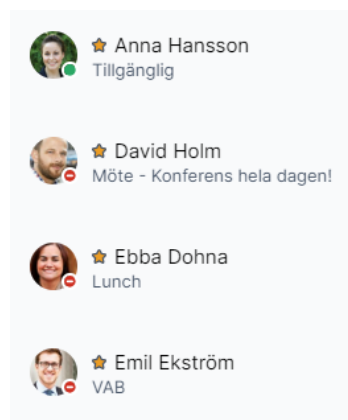 Anna Hansson
Tillgänglig
David Holm
Möte - Konferens hela dagen!
Ebba Dohna
Lunch
Emil Ekström
VAB